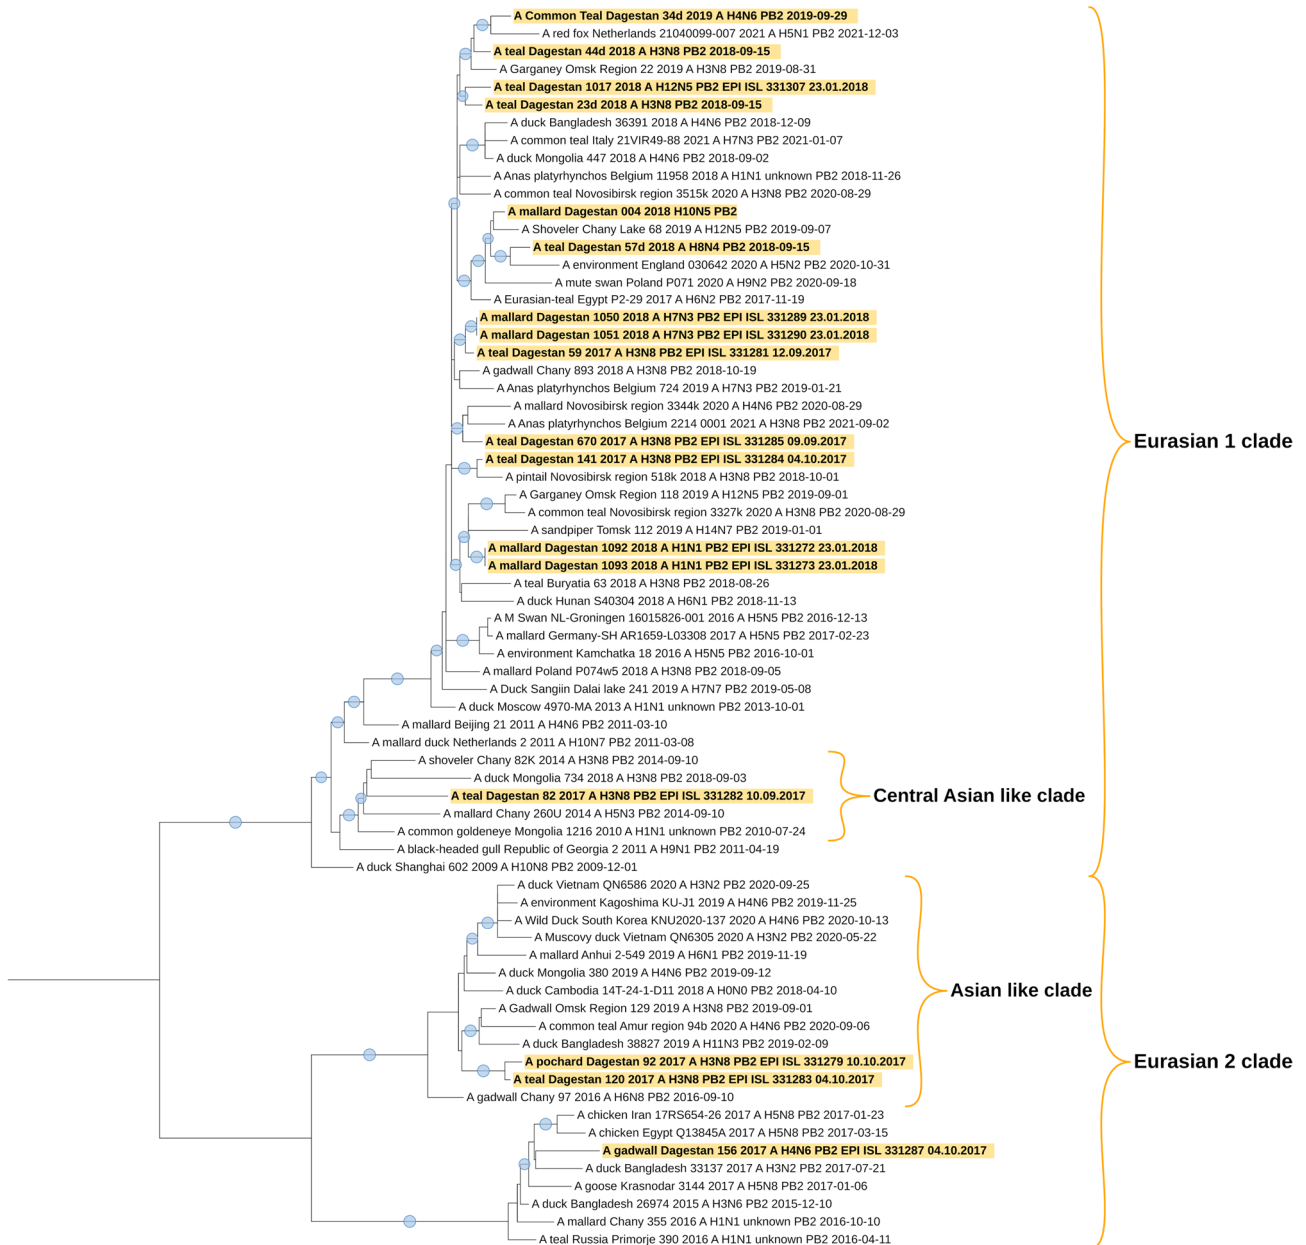 A Common Teal Dagestan 34d 2019 A H4N6 PB2 2019-09-29
A red fox Netherlands 21040099-007 2021 A H5N1 PB2 2021-12-03
A teal Dagestan 44d 2018 A H3N8 PB2 2018-09-15
A Garganey Omsk Region 22 2019 A H3N8 PB2 2019-08-31
A teal Dagestan 1017 2018 A H12N5 PB2 EPI ISL 331307 23.01.2018
A teal Dagestan 23d 2018 A H3N8 PB2 2018-09-15
A duck Bangladesh 36391 2018 A H4N6 PB2 2018-12-09
A common teal Italy 21VIR49-88 2021 A H7N3 PB2 2021-01-07
A duck Mongolia 447 2018 A H4N6 PB2 2018-09-02
A Anas platyrhynchos Belgium 11958 2018 A H1N1 unknown PB2 2018-11-26
A common teal Novosibirsk region 3515k 2020 A H3N8 PB2 2020-08-29
A mallard Dagestan 004 2018 H10N5 PB2
A Shoveler Chany Lake 68 2019 A H12N5 PB2 2019-09-07
A teal Dagestan 57d 2018 A H8N4 PB2 2018-09-15
A environment England 030642 2020 A H5N2 PB2 2020-10-31
A mute swan Poland P071 2020 A H9N2 PB2 2020-09-18
A Eurasian-teal Egypt P2-29 2017 A H6N2 PB2 2017-11-19
A mallard Dagestan 1050 2018 A H7N3 PB2 EPI ISL 331289 23.01.2018
A mallard Dagestan 1051 2018 A H7N3 PB2 EPI ISL 331290 23.01.2018
A teal Dagestan 59 2017 A H3N8 PB2 EPI ISL 331281 12.09.2017
A gadwall Chany 893 2018 A H3N8 PB2 2018-10-19
A Anas platyrhynchos Belgium 724 2019 A H7N3 PB2 2019-01-21
A mallard Novosibirsk region 3344k 2020 A H4N6 PB2 2020-08-29
A Anas platyrhynchos Belgium 2214 0001 2021 A H3N8 PB2 2021-09-02
A teal Dagestan 670 2017 A H3N8 PB2 EPI ISL 331285 09.09.2017
Eurasian 1 clade
A teal Dagestan 141 2017 A H3N8 PB2 EPI ISL 331284 04.10.2017
A pintail Novosibirsk region 518k 2018 A H3N8 PB2 2018-10-01
A Garganey Omsk Region 118 2019 A H12N5 PB2 2019-09-01
A common teal Novosibirsk region 3327k 2020 A H3N8 PB2 2020-08-29
A sandpiper Tomsk 112 2019 A H14N7 PB2 2019-01-01
A mallard Dagestan 1092 2018 A H1N1 PB2 EPI ISL 331272 23.01.2018
A mallard Dagestan 1093 2018 A H1N1 PB2 EPI ISL 331273 23.01.2018
A teal Buryatia 63 2018 A H3N8 PB2 2018-08-26
A duck Hunan S40304 2018 A H6N1 PB2 2018-11-13
A M Swan NL-Groningen 16015826-001 2016 A H5N5 PB2 2016-12-13
A mallard Germany-SH AR1659-L03308 2017 A H5N5 PB2 2017-02-23
A environment Kamchatka 18 2016 A H5N5 PB2 2016-10-01
A mallard Poland P074w5 2018 A H3N8 PB2 2018-09-05
A Duck Sangiin Dalai lake 241 2019 A H7N7 PB2 2019-05-08
A duck Moscow 4970-MA 2013 A H1N1 unknown PB2 2013-10-01
A mallard Beijing 21 2011 A H4N6 PB2 2011-03-10
A mallard duck Netherlands 2 2011 A H10N7 PB2 2011-03-08
A shoveler Chany 82K 2014 A H3N8 PB2 2014-09-10
A duck Mongolia 734 2018 A H3N8 PB2 2018-09-03
A teal Dagestan 82 2017 A H3N8 PB2 EPI ISL 331282 10.09.2017
Central Asian like clade
A mallard Chany 260U 2014 A H5N3 PB2 2014-09-10
A common goldeneye Mongolia 1216 2010 A H1N1 unknown PB2 2010-07-24
A black-headed gull Republic of Georgia 2 2011 A H9N1 PB2 2011-04-19
A duck Shanghai 602 2009 A H10N8 PB2 2009-12-01
A duck Vietnam QN6586 2020 A H3N2 PB2 2020-09-25
A environment Kagoshima KU-J1 2019 A H4N6 PB2 2019-11-25
A Wild Duck South Korea KNU2020-137 2020 A H4N6 PB2 2020-10-13
A Muscovy duck Vietnam QN6305 2020 A H3N2 PB2 2020-05-22
A mallard Anhui 2-549 2019 A H6N1 PB2 2019-11-19
A duck Mongolia 380 2019 A H4N6 PB2 2019-09-12
A duck Cambodia 14T-24-1-D11 2018 A H0N0 PB2 2018-04-10
Asian like clade
A Gadwall Omsk Region 129 2019 A H3N8 PB2 2019-09-01
A common teal Amur region 94b 2020 A H4N6 PB2 2020-09-06
A duck Bangladesh 38827 2019 A H11N3 PB2 2019-02-09
A pochard Dagestan 92 2017 A H3N8 PB2 EPI ISL 331279 10.10.2017
Eurasian 2 clade
A teal Dagestan 120 2017 A H3N8 PB2 EPI ISL 331283 04.10.2017
A gadwall Chany 97 2016 A H6N8 PB2 2016-09-10
A chicken Iran 17RS654-26 2017 A H5N8 PB2 2017-01-23
A chicken Egypt Q13845A 2017 A H5N8 PB2 2017-03-15
A gadwall Dagestan 156 2017 A H4N6 PB2 EPI ISL 331287 04.10.2017
A duck Bangladesh 33137 2017 A H3N2 PB2 2017-07-21
A goose Krasnodar 3144 2017 A H5N8 PB2 2017-01-06
A duck Bangladesh 26974 2015 A H3N6 PB2 2015-12-10
A mallard Chany 355 2016 A H1N1 unknown PB2 2016-10-10
A teal Russia Primorje 390 2016 A H1N1 unknown PB2 2016-04-11